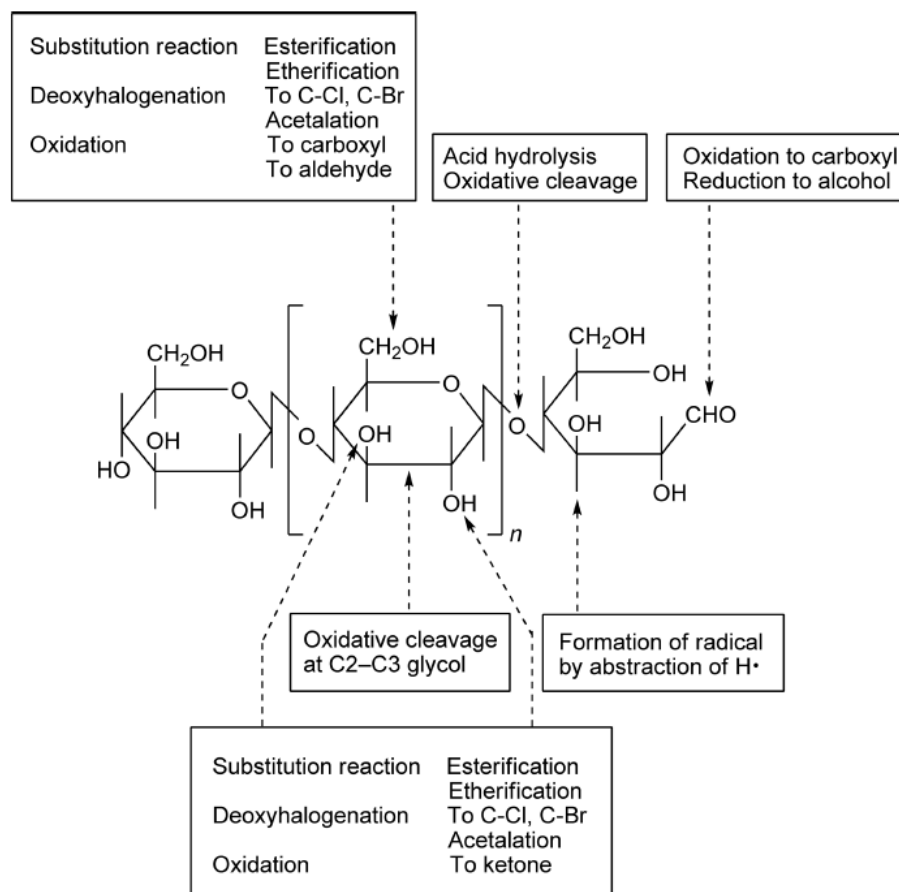 Substitution reaction Esterification
Etherification
Deoxyhalogenation To C-Cl, C-Br
Acetalation
Oxidation To carboxyl
To aldehyde
Acid hydrolysis
Oxidative cleavage
Oxidation to carboxyl
Reduction to alcohol
CH₂OH
O
OH
HO
OH
O
CH₂OH
O
OH
OH
n
O
CH₂OH
OH
OH
CHO
OH
Oxidative cleavage
at C2–C3 glycol
Formation of radical
by abstraction of H•
Substitution reaction Esterification
Etherification
Deoxyhalogenation To C-Cl, C-Br
Acetalation
Oxidation To ketone